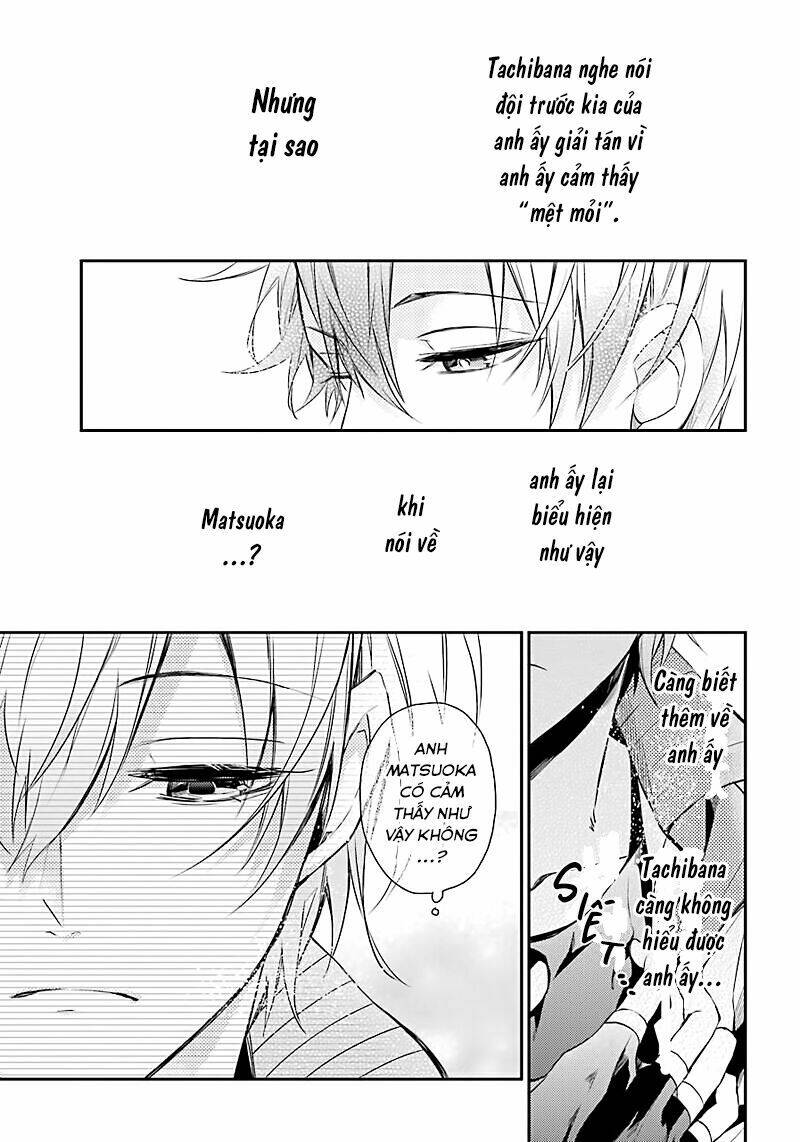 Tachibana nghe nói
đội trước kia của
anh ấy giải tán vì
anh ấy cảm thấy
“mệt mỏi”.
Nhưng
tại sao
anh ấy lại
biểu hiện
như vậy
khi
nói về
Matsuoka
...?
Càng biết
thêm về
anh ấy
Tachibana
càng không
hiểu được
anh ấy...
SIẾT
ANH
MATSUOKA
CÓ CẢM
THẤY NHƯ
VẬY KHÔNG
...?